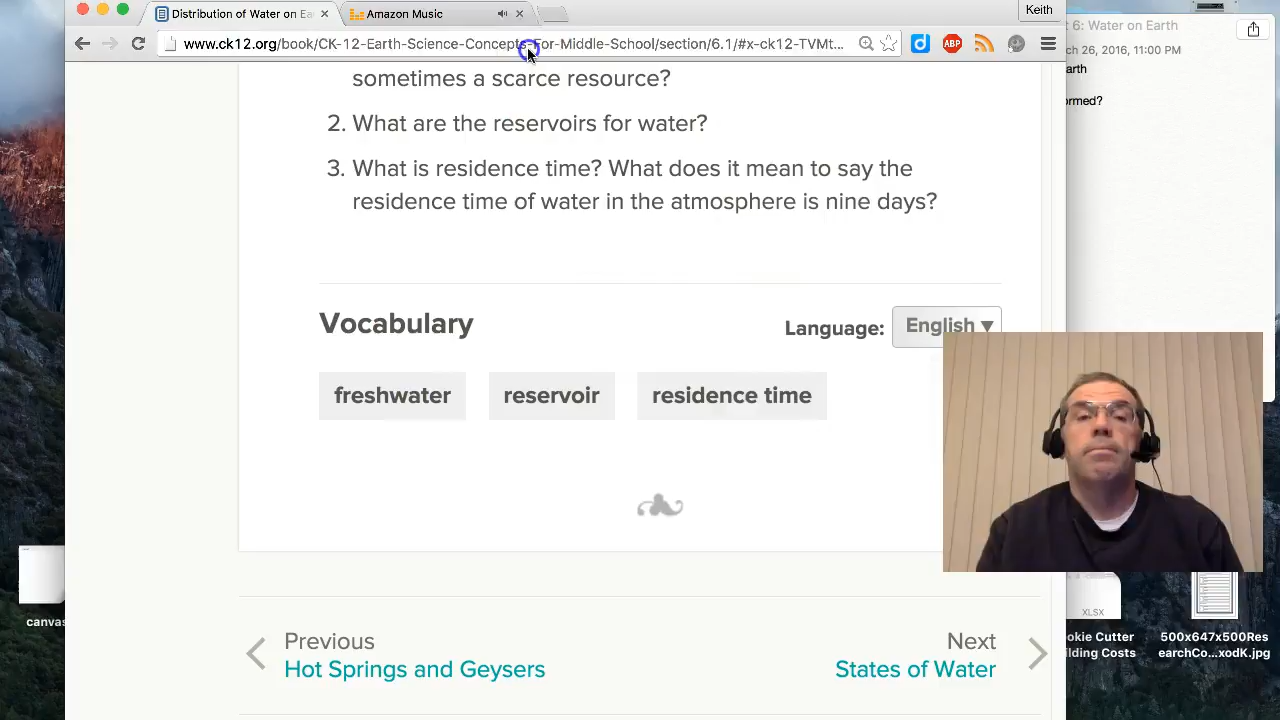 Distribution of Water on Ea
Amazon Music
Keith
www.ck12.org/book/CK-12-Earth-Science-Concepts-For-Middle-School/section/6.1/#x-ck12-TVMt...
ABP
t 6: Water on Earth
ch 26, 2016, 11:00 PM
arth
ormed?
sometimes a scarce resource?
2. What are the reservoirs for water?
3. What is residence time? What does it mean to say the
residence time of water in the atmosphere is nine days?
Vocabulary
Language:
English
freshwater
reservoir
residence time
Previous
Hot Springs and Geysers
Next
States of Water
canvas
XLSX
okie Cutter
ilding Costs
500x647x500Res
earchCo...xodK.jpg